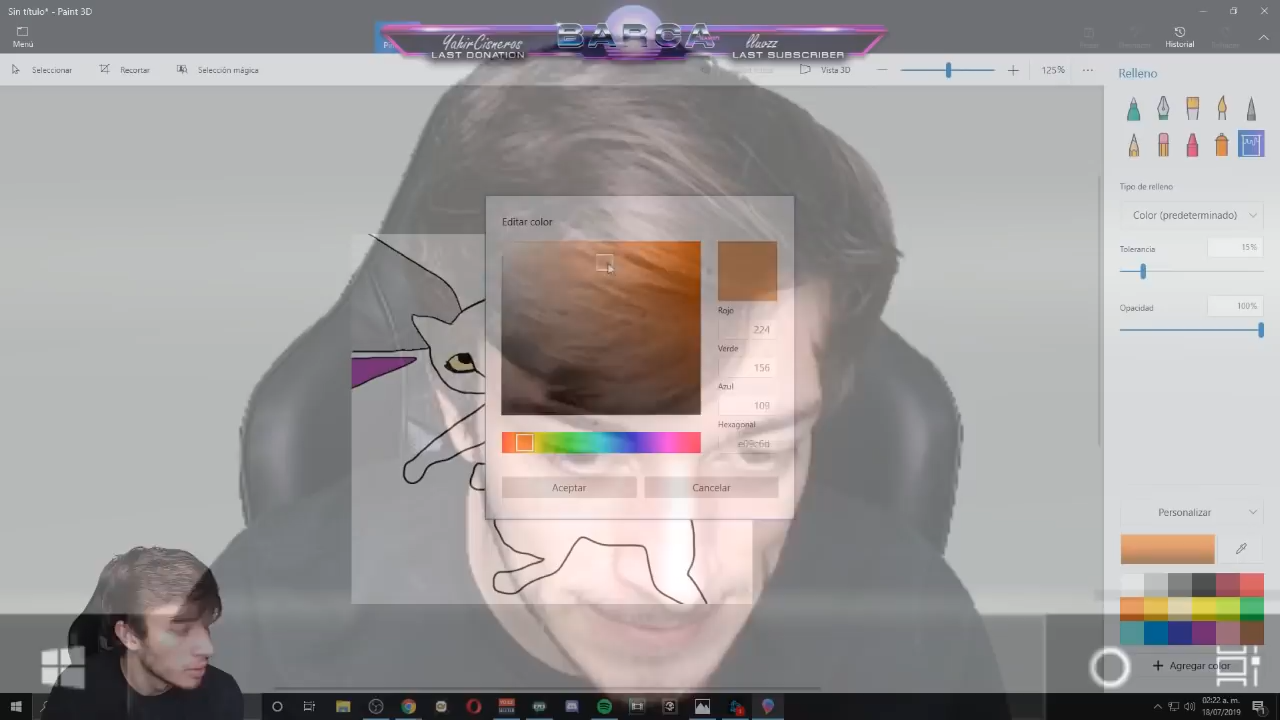 Sin título* - Paint 3D
YahirCisneros
LAST DONATION
BARCA
lluvzz
LAST SUBSCRIBER
Menú
Historial
Seleccionar
Recortar
Selección mágica
Vista 3D
125%
Relleno
Tipo de relleno
Color (predeterminado)
Tolerancia
15%
Opacidad
100%
Editar color
Rojo
224
Verde
156
Azul
109
Hexagonal
e09c6d
Aceptar
Cancelar
Personalizar
Agregar color
02:22 a. m.
18/07/2019